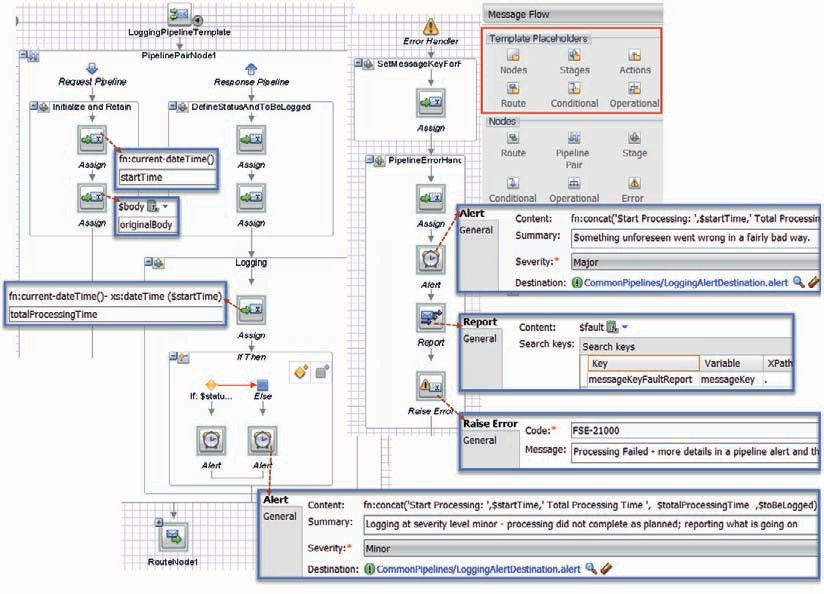 LoggingPipelineTemplate
PipelinePairNode1
Request Pipeline
Response Pipeline
Initialize and Retain
DefineStatusAndToBeLogged
Assign
Assign
fn:current-dateTime()
startTime
Assign
Assign
$body
originalBody
Logging
fn:current-dateTime()- xs:dateTime ($startTime)
totalProcessingTime
Assign
If Then
If: $statu...
Else
Alert
Alert
RouteNode1
Error Handler
SetMessageKeyForF
Assign
PipelineErrorHanc
Assign
Alert
Report
Raise Error
Message Flow
Template Placeholders
Nodes
Stages
Actions
Route
Conditional
Operational
Nodes
Route
Pipeline Pair
Stage
Conditional
Operational
Error
Alert
General
Content: fn:concat('Start Processing: ',$startTime,' Total Processin
Summary: Something unforeseen went wrong in a fairly bad way.
Severity:* Major
Destination: CommonPipelines/LoggingAlertDestination.alert
Report
General
Content: $fault
Search keys: Search keys
Key Variable XPath
messageKeyFaultReport messageKey .
Raise Error
General
Code:* FSE-21000
Message: Processing Failed - more details in a pipeline alert and th
Alert
General
Content: fn:concat('Start Processing: ',$startTime,' Total Processing Time ', $totalProcessingTime ,$toBeLogged)
Summary: Logging at severity level minor - processing did not complete as planned; reporting what is going on
Severity:* Minor
Destination: CommonPipelines/LoggingAlertDestination.alert